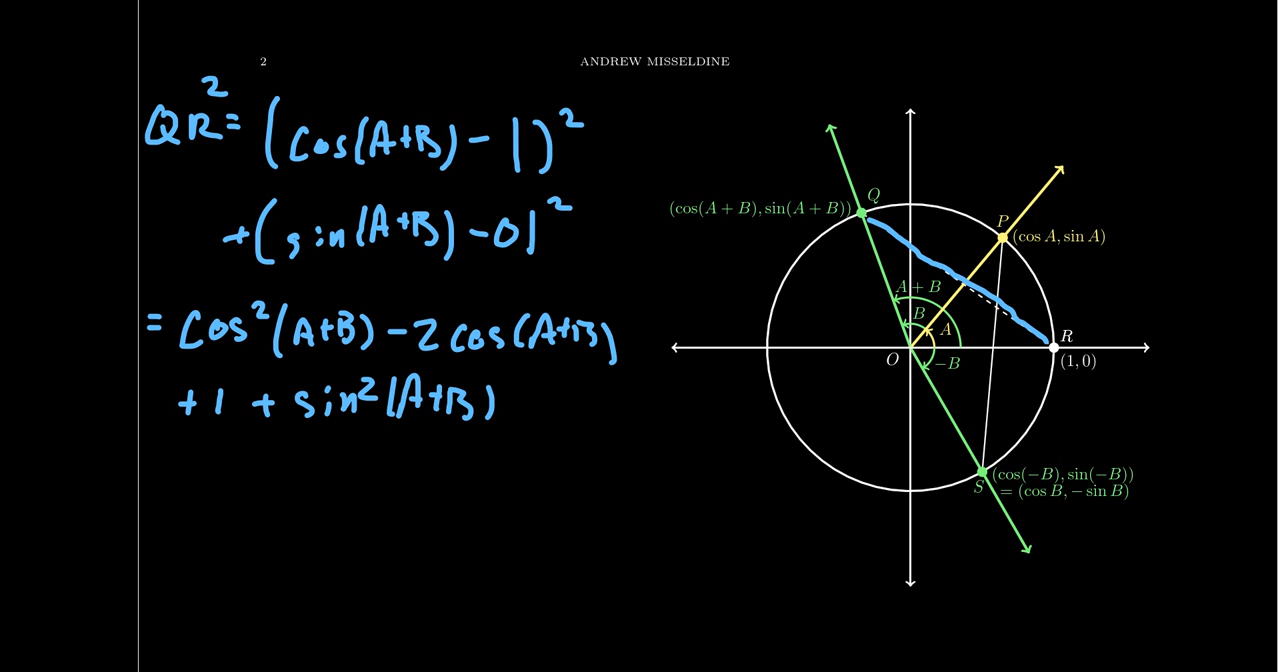 2 ANDREW MISSELDINE
QR² = (cos(A+B) - 1)²
+ (sin(A+B) - 0)²
= cos²(A+B) - 2cos(A+B)
+ 1 + sin²(A+B)
Q
(cos(A + B), sin(A + B))
P
(cos A, sin A)
A + B
B
A
R
O
−B
(1, 0)
(cos(−B), sin(−B))
S
= (cos B, − sin B)